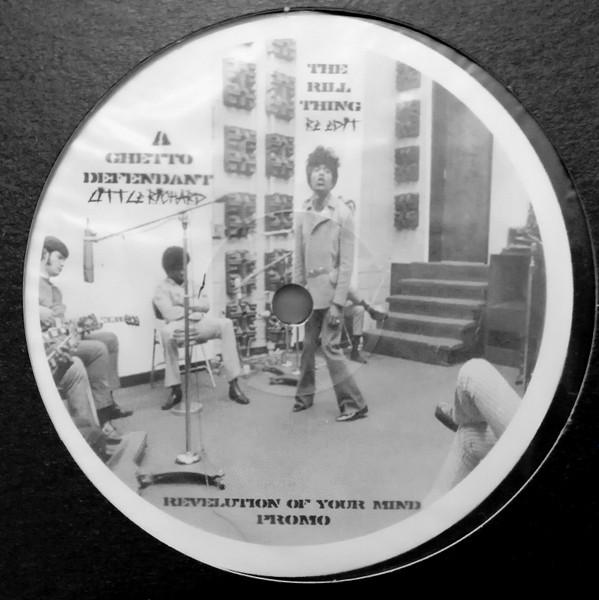 A
GHETTO
DEFENDANT
LITTLE RICHARD
THE
RILL
THING
RE EDIT
REVELUTION OF YOUR MIND
PROMO